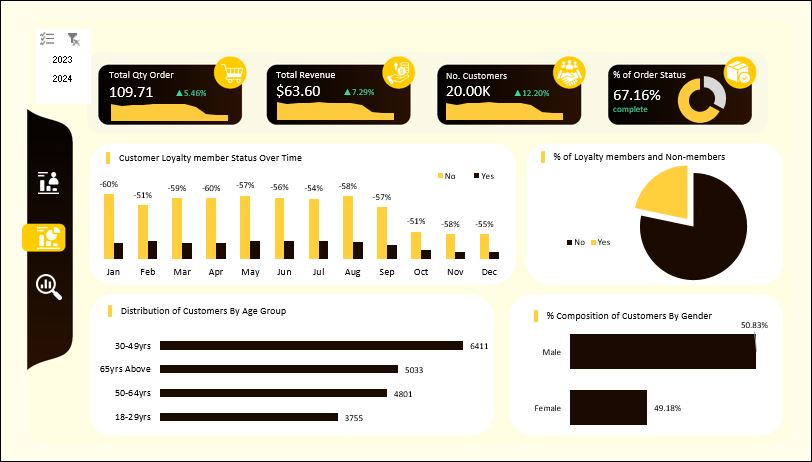 2023
2024
Total Qty Order
109.71 ▲5.46%
Total Revenue
$63.60 ▲7.29%
No. Customers
20.00K ▲12.20%
% of Order Status
67.16%
complete
Customer Loyalty member Status Over Time
No Yes
-60% -51% -59% -60% -57% -56% -54% -58% -57% -51% -58% -55%
Jan Feb Mar Apr May Jun Jul Aug Sep Oct Nov Dec
% of Loyalty members and Non-members
No Yes
Distribution of Customers By Age Group
30-49yrs 6411
65yrs Above 5033
50-64yrs 4801
18-29yrs 3755
% Composition of Customers By Gender
50.83%
Male
Female 49.18%